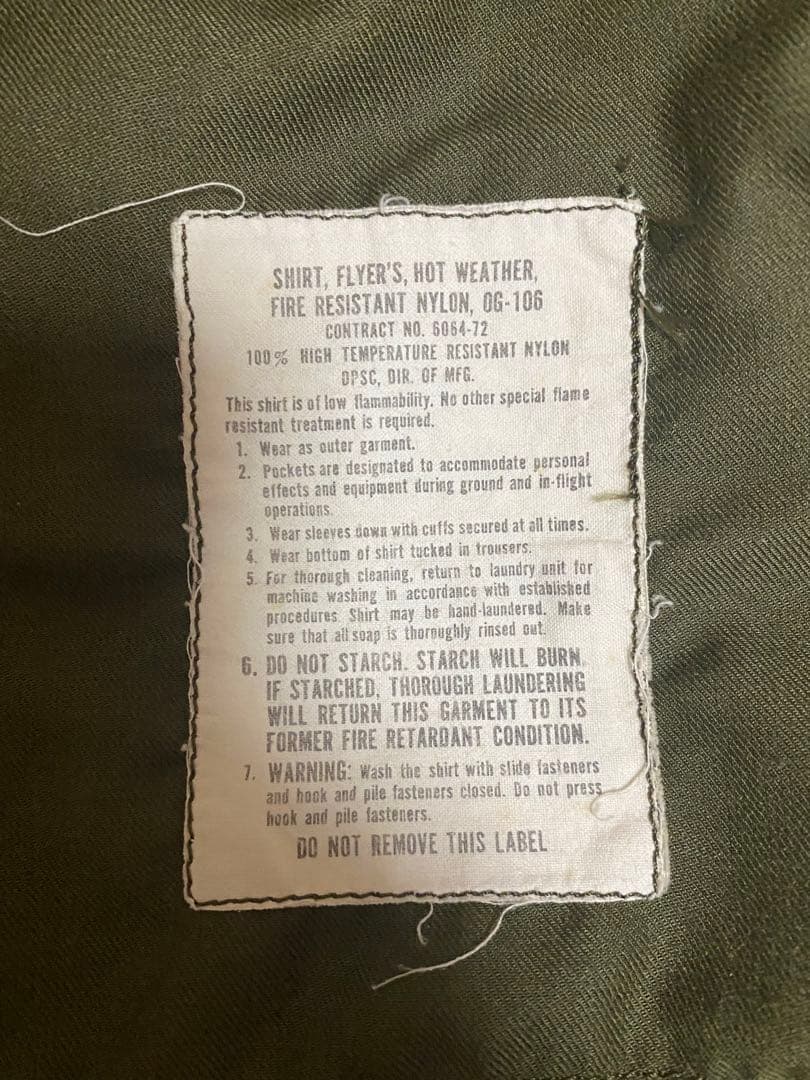 SHIRT, FLYER'S, HOT WEATHER,
FIRE RESISTANT NYLON, OG-106
CONTRACT NO. 6064-72
100% HIGH TEMPERATURE RESISTANT NYLON
DPSC, DIR. OF MFG.
This shirt is of low flammability. No other special flame
resistant treatment is required.
1. Wear as outer garment.
2. Pockets are designated to accommodate personal
effects and equipment during ground and in-flight
operations.
3. Wear sleeves down with cuffs secured at all times.
4. Wear bottom of shirt tucked in trousers.
5. For thorough cleaning, return to laundry unit for
machine washing in accordance with established
procedures. Shirt may be hand-laundered. Make
sure that all soap is thoroughly rinsed out.
6. DO NOT STARCH. STARCH WILL BURN.
IF STARCHED, THOROUGH LAUNDERING
WILL RETURN THIS GARMENT TO ITS
FORMER FIRE RETARDANT CONDITION.
7. WARNING: Wash the shirt with slide fasteners
and hook and pile fasteners closed. Do not press
hook and pile fasteners.
DO NOT REMOVE THIS LABEL